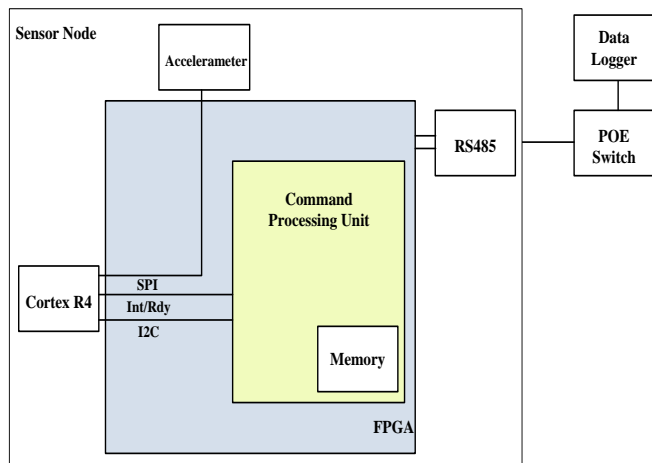 Sensor Node
Accelerameter
Data
Logger
RS485
POE
Switch
Command
Processing Unit
Cortex R4
SPI
Int/Rdy
I2C
Memory
FPGA